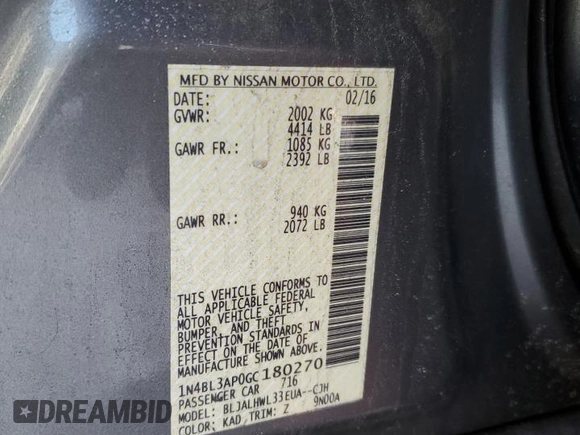 MFD BY NISSAN MOTOR CO., LTD.
DATE: 02/16
GVWR: 2002 KG
4414 LB
GAWR FR.: 1085 KG
2392 LB
GAWR RR.: 940 KG
2072 LB
THIS VEHICLE CONFORMS TO
ALL APPLICABLE FEDERAL
MOTOR VEHICLE SAFETY,
BUMPER, AND THEFT
PREVENTION STANDARDS IN
EFFECT ON THE DATE OF
MANUFACTURE SHOWN ABOVE.
1N4BL3AP0GC180270
PASSENGER CAR 716
MODEL: BLJALHWL33EUA--CJH
COLOR: KAD TRIM: Z 9N00A
DREAMBID